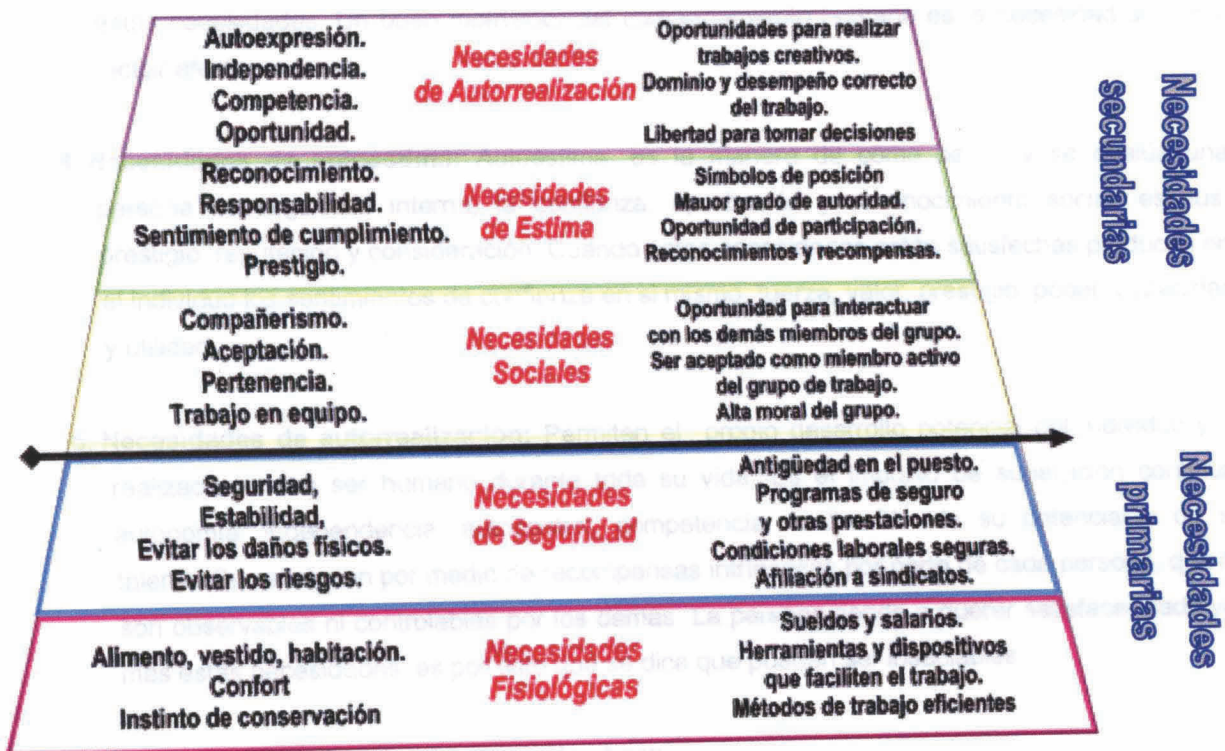 Autoexpresión.
Independencia.
Competencia.
Oportunidad.
Necesidades
de Autorrealización
Oportunidades para realizar
trabajos creativos.
Dominio y desempeño correcto
del trabajo.
Libertad para tomar decisiones
Reconocimiento.
Responsabilidad.
Sentimiento de cumplimiento.
Prestigio.
Necesidades
de Estima
Símbolos de posición
Mauor grado de autoridad.
Oportunidad de participación.
Reconocimientos y recompensas.
Necesidades
secundarias
Compañerismo.
Aceptación.
Pertenencia.
Trabajo en equipo.
Necesidades
Sociales
Oportunidad para interactuar
con los demás miembros del grupo.
Ser aceptado como miembro activo
del grupo de trabajo.
Alta moral del grupo.
Seguridad,
Estabilidad.
Evitar los daños físicos.
Evitar los riesgos.
Necesidades
de Seguridad
Antigüedad en el puesto.
Programas de seguro
y otras prestaciones.
Condiciones laborales seguras.
Afiliación a sindicatos.
Necesidades
primarias
Alimento, vestido, habitación.
Confort
Instinto de conservación
Necesidades
Fisiológicas
Sueldos y salarios.
Herramientas y dispositivos
que faciliten el trabajo.
Métodos de trabajo eficientes